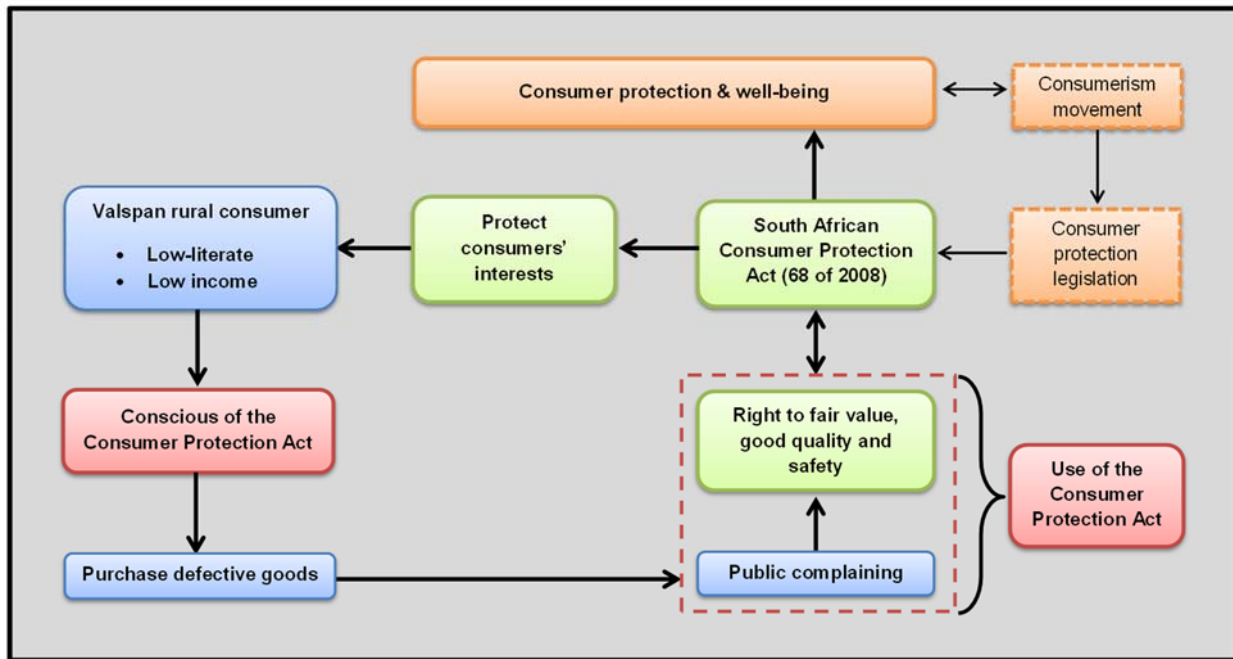 Consumer protection & well-being
Consumerism
movement
Valspan rural consumer
• Low-literate
• Low income
Protect
consumers'
interests
South African
Consumer Protection
Act (68 of 2008)
Consumer
protection
legislation
Conscious of the
Consumer Protection Act
Right to fair value,
good quality and
safety
Use of the
Consumer
Protection Act
Purchase defective goods
Public complaining